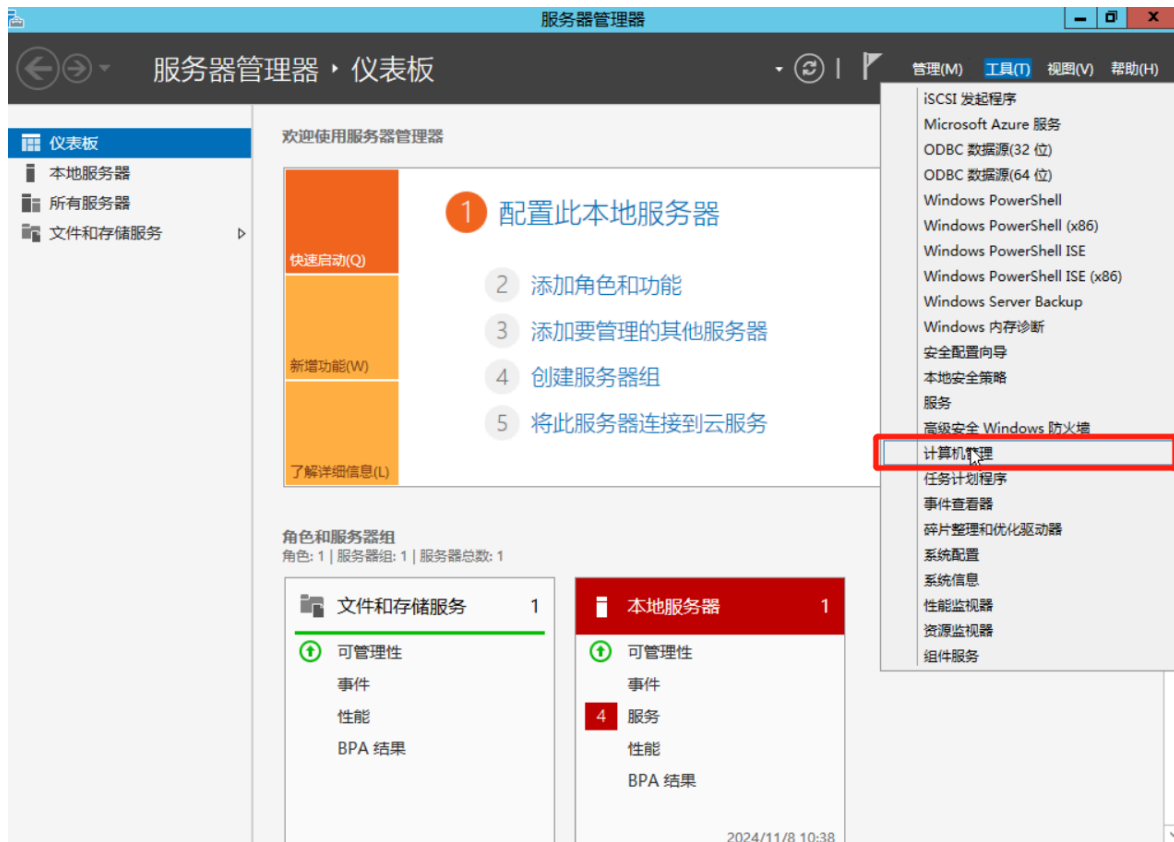 服务器管理器
服务器管理器 · 仪表板
管理(M) 工具(T) 视图(V) 帮助(H)
仪表板
本地服务器
所有服务器
文件和存储服务
欢迎使用服务器管理器
快速启动(Q)
新增功能(W)
了解详细信息(L)
1 配置此本地服务器
2 添加角色和功能
3 添加要管理的其他服务器
4 创建服务器组
5 将此服务器连接到云服务
角色和服务器组
角色: 1 | 服务器组: 1 | 服务器总数: 1
文件和存储服务 1
可管理性
事件
性能
BPA 结果
本地服务器 1
可管理性
事件
4 服务
性能
BPA 结果
2024/11/8 10:38
iSCSI 发起程序
Microsoft Azure 服务
ODBC 数据源(32 位)
ODBC 数据源(64 位)
Windows PowerShell
Windows PowerShell (x86)
Windows PowerShell ISE
Windows PowerShell ISE (x86)
Windows Server Backup
Windows 内存诊断
安全配置向导
本地安全策略
服务
高级安全 Windows 防火墙
计算机管理
任务计划程序
事件查看器
碎片整理和优化驱动器
系统配置
系统信息
性能监视器
资源监视器
组件服务